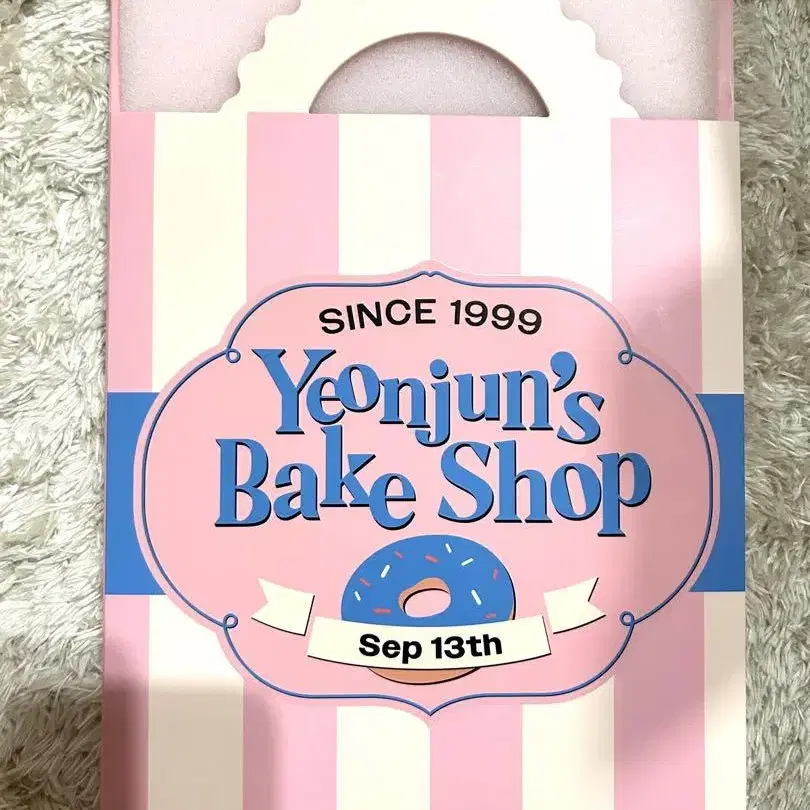 SINCE 1999
Yeonjun's
Bake Shop
Sep 13th